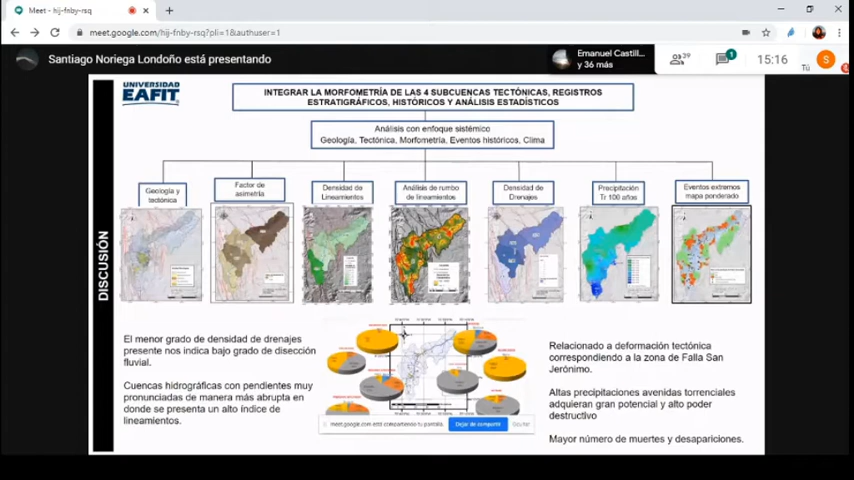 Meet - hij-fnby-rsq
meet.google.com/hij-fnby-rsq?pli=1&authuser=1
Santiago Noriega Londoño está presentando
Emanuel Castill...
y 36 más
39
1
15:16
Tú
S
UNIVERSIDAD
EAFIT
INTEGRAR LA MORFOMETRÍA DE LAS 4 SUBCUENCAS TECTÓNICAS, REGISTROS
ESTRATIGRÁFICOS, HISTÓRICOS Y ANÁLISIS ESTADÍSTICOS
Análisis con enfoque sistémico
Geología, Tectónica, Morfometría, Eventos históricos, Clima
Geología y
tectónica
Factor de
asimetría
Densidad de
Lineamientos
Análisis de rumbo
de lineamientos
Densidad de
Drenajes
Precipitación
Tr 100 años
Eventos extremos
mapa ponderado
DISCUSIÓN
El menor grado de densidad de drenajes
presente nos indica bajo grado de disección
fluvial.
Cuencas hidrográficas con pendientes muy
pronunciadas de manera más abrupta en
donde se presenta un alto índice de
lineamientos.
meet.google.com está compartiendo tu pantalla.
Dejar de compartir
Ocultar
Relacionado a deformación tectónica
correspondiendo a la zona de Falla San
Jerónimo.
Altas precipitaciones avenidas torrenciales
adquieran gran potencial y alto poder
destructivo
Mayor número de muertes y desapariciones.